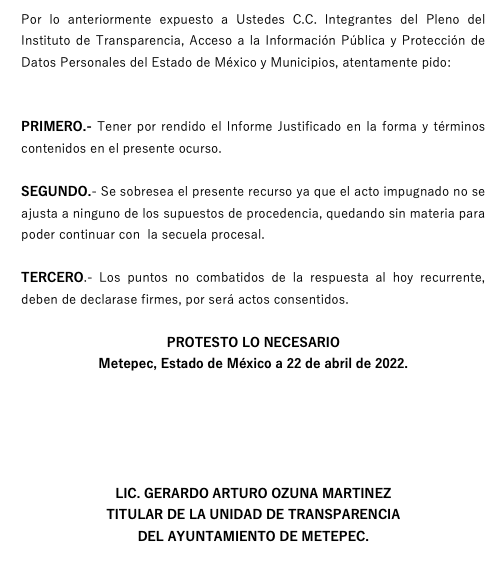 Por lo anteriormente expuesto a Ustedes C.C. Integrantes del Pleno del
Instituto de Transparencia, Acceso a la Información Pública y Protección de
Datos Personales del Estado de México y Municipios, atentamente pido:
PRIMERO.- Tener por rendido el Informe Justificado en la forma y términos
contenidos en el presente ocurso.
SEGUNDO.- Se sobresea el presente recurso ya que el acto impugnado no se
ajusta a ninguno de los supuestos de procedencia, quedando sin materia para
poder continuar con la secuela procesal.
TERCERO.- Los puntos no combatidos de la respuesta al hoy recurrente,
deben de declarase firmes, por será actos consentidos.
PROTESTO LO NECESARIO
Metepec, Estado de México a 22 de abril de 2022.
LIC. GERARDO ARTURO OZUNA MARTINEZ
TITULAR DE LA UNIDAD DE TRANSPARENCIA
DEL AYUNTAMIENTO DE METEPEC.